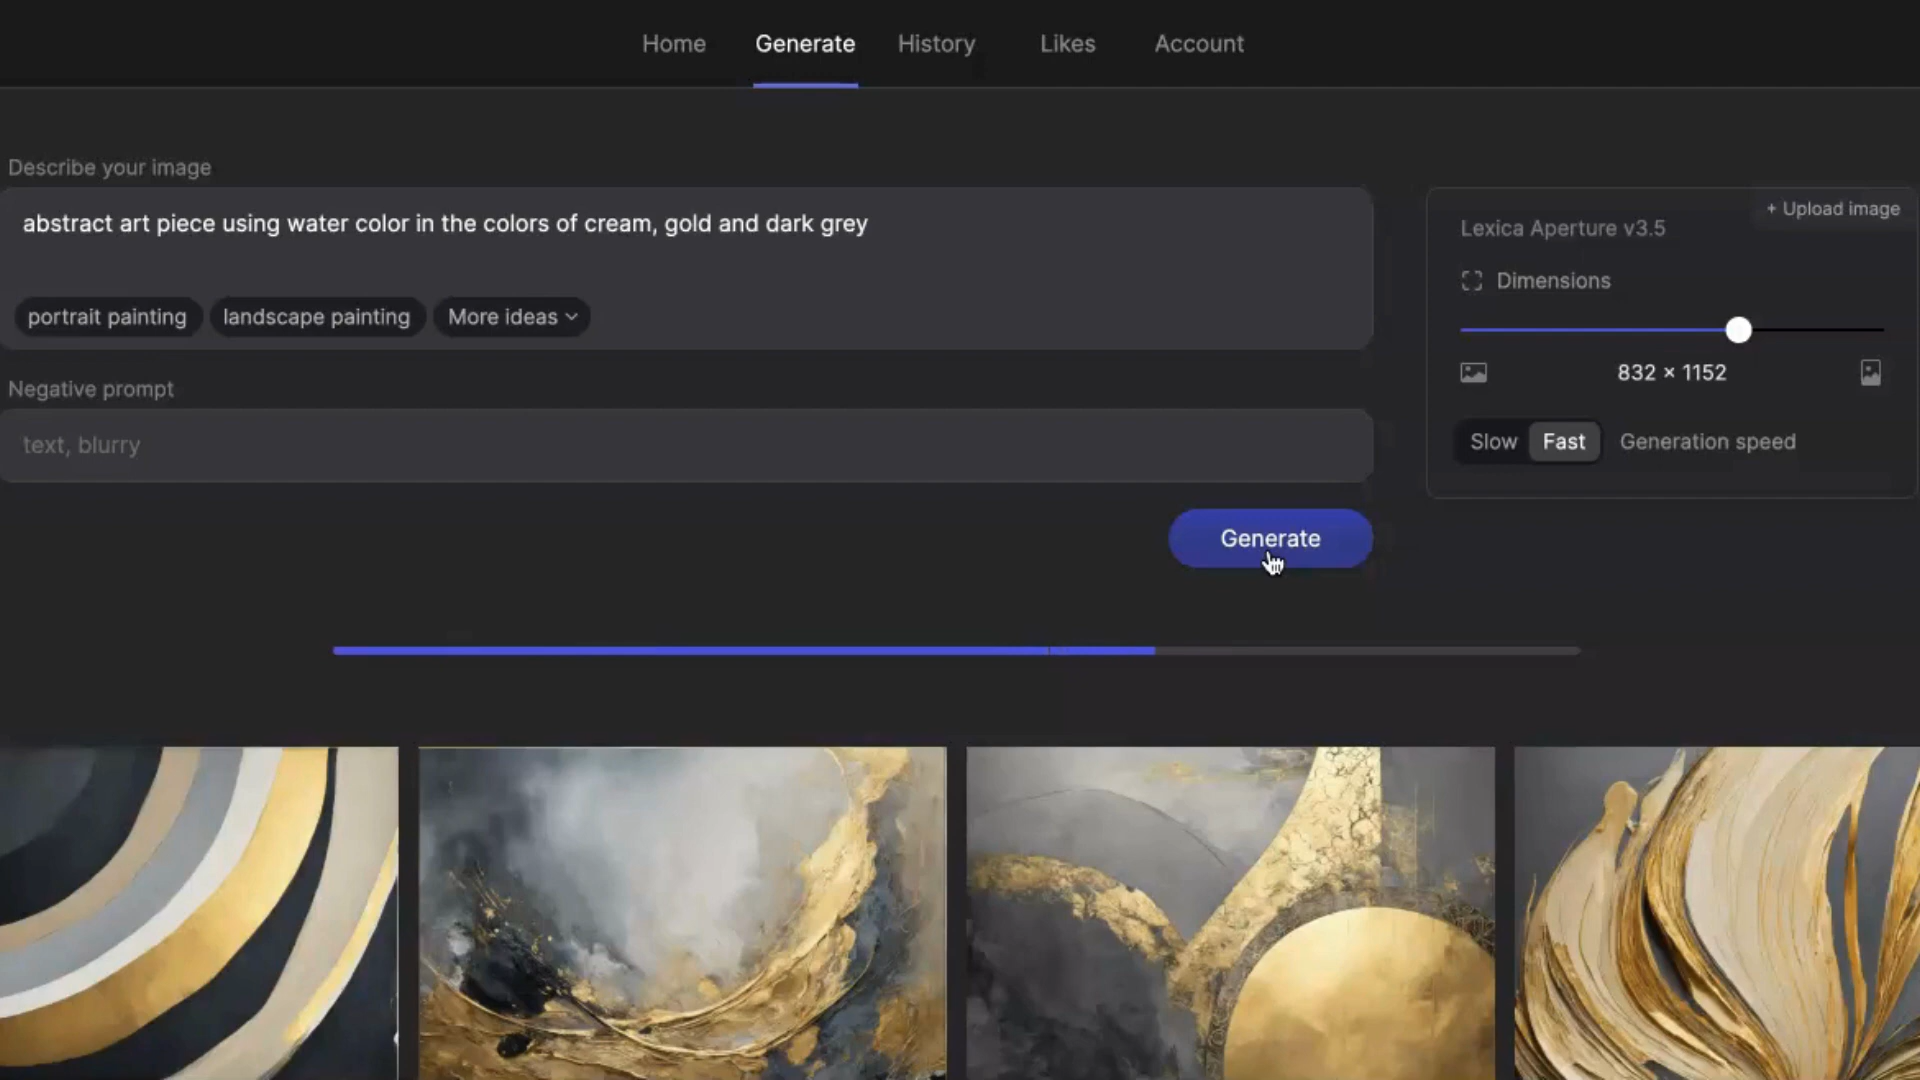 Home Generate History Likes Account
Describe your image
abstract art piece using water color in the colors of cream, gold and dark grey
portrait painting landscape painting More ideas
Negative prompt
text, blurry
Generate
+ Upload image
Lexica Aperture v3.5
Dimensions
832 × 1152
Slow Fast Generation speed